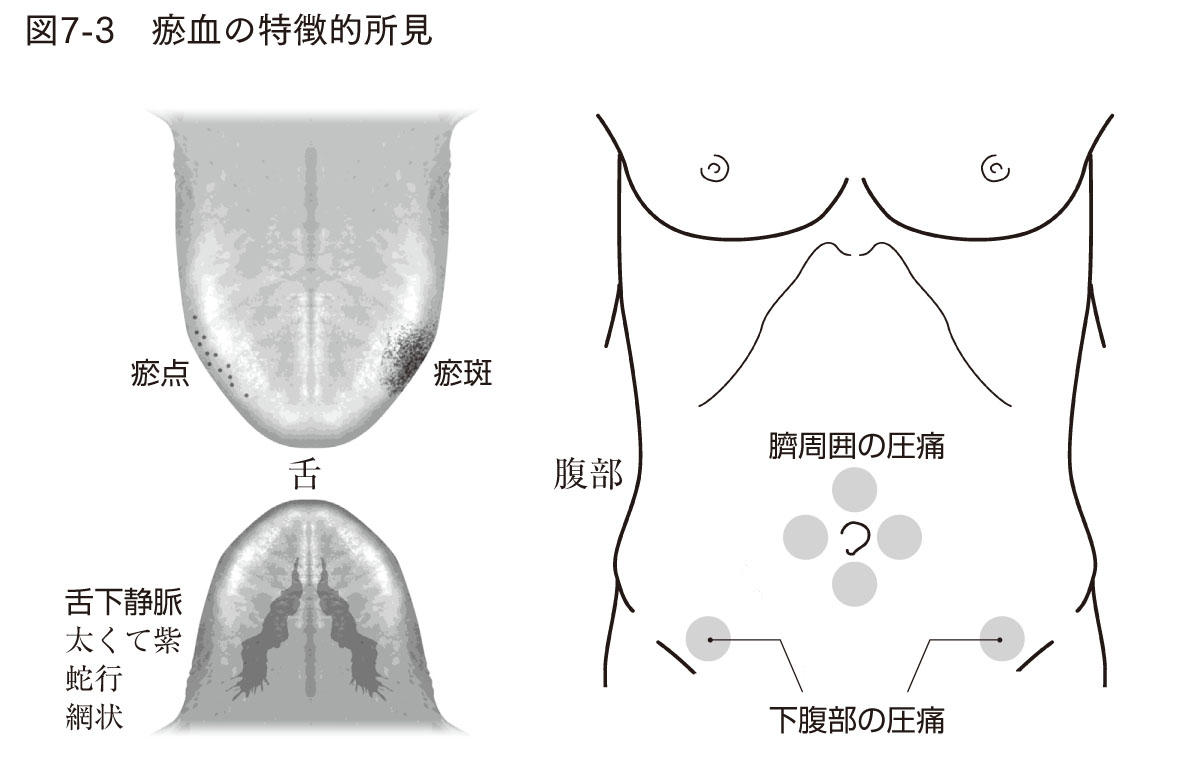 図7-3　瘀血の特徴的所見
瘀点
瘀斑
舌
舌下静脈
太くて紫
蛇行
網状
腹部
臍周囲の圧痛
下腹部の圧痛